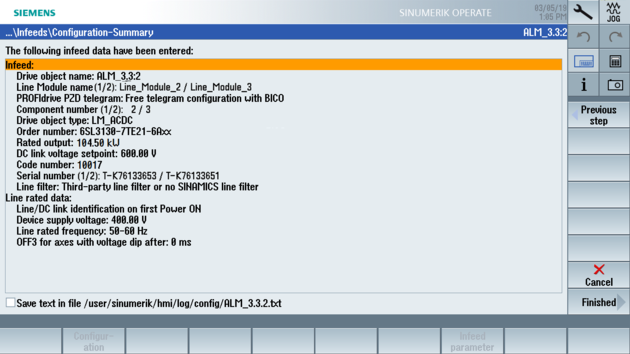 SIEMENS
SINUMERIK OPERATE
03/05/19
1:05 PM
JOG
...\Infeeds\Configuration-Summary
ALM_3.3:2
The following infeed data have been entered:
Infeed:
Drive object name: ALM_3,3:2
Line Module name(1/2): Line_Module_2 / Line_Module_3
PROFIdrive PZD telegram: Free telegram configuration with BICO
Component number (1/2): 2 / 3
Drive object type: LM_ACDC
Order number: 6SL3130-7TE21-6Axx
Rated output: 104.50 kW
DC link voltage setpoint: 600.00 V
Code number: 10017
Serial number (1/2): T-K76133653 / T-K76133651
Line filter: Third-party line filter or no SINAMICS line filter
Line rated data:
Line/DC link identification on first Power ON
Device supply voltage: 400.00 V
Line rated frequency: 50-60 Hz
OFF3 for axes with voltage dip after: 0 ms
Save text in file /user/sinumerik/hmi/log/config/ALM_3.3.2.txt
Previous
step
Cancel
Finished
Configur-
ation
Infeed
parameter